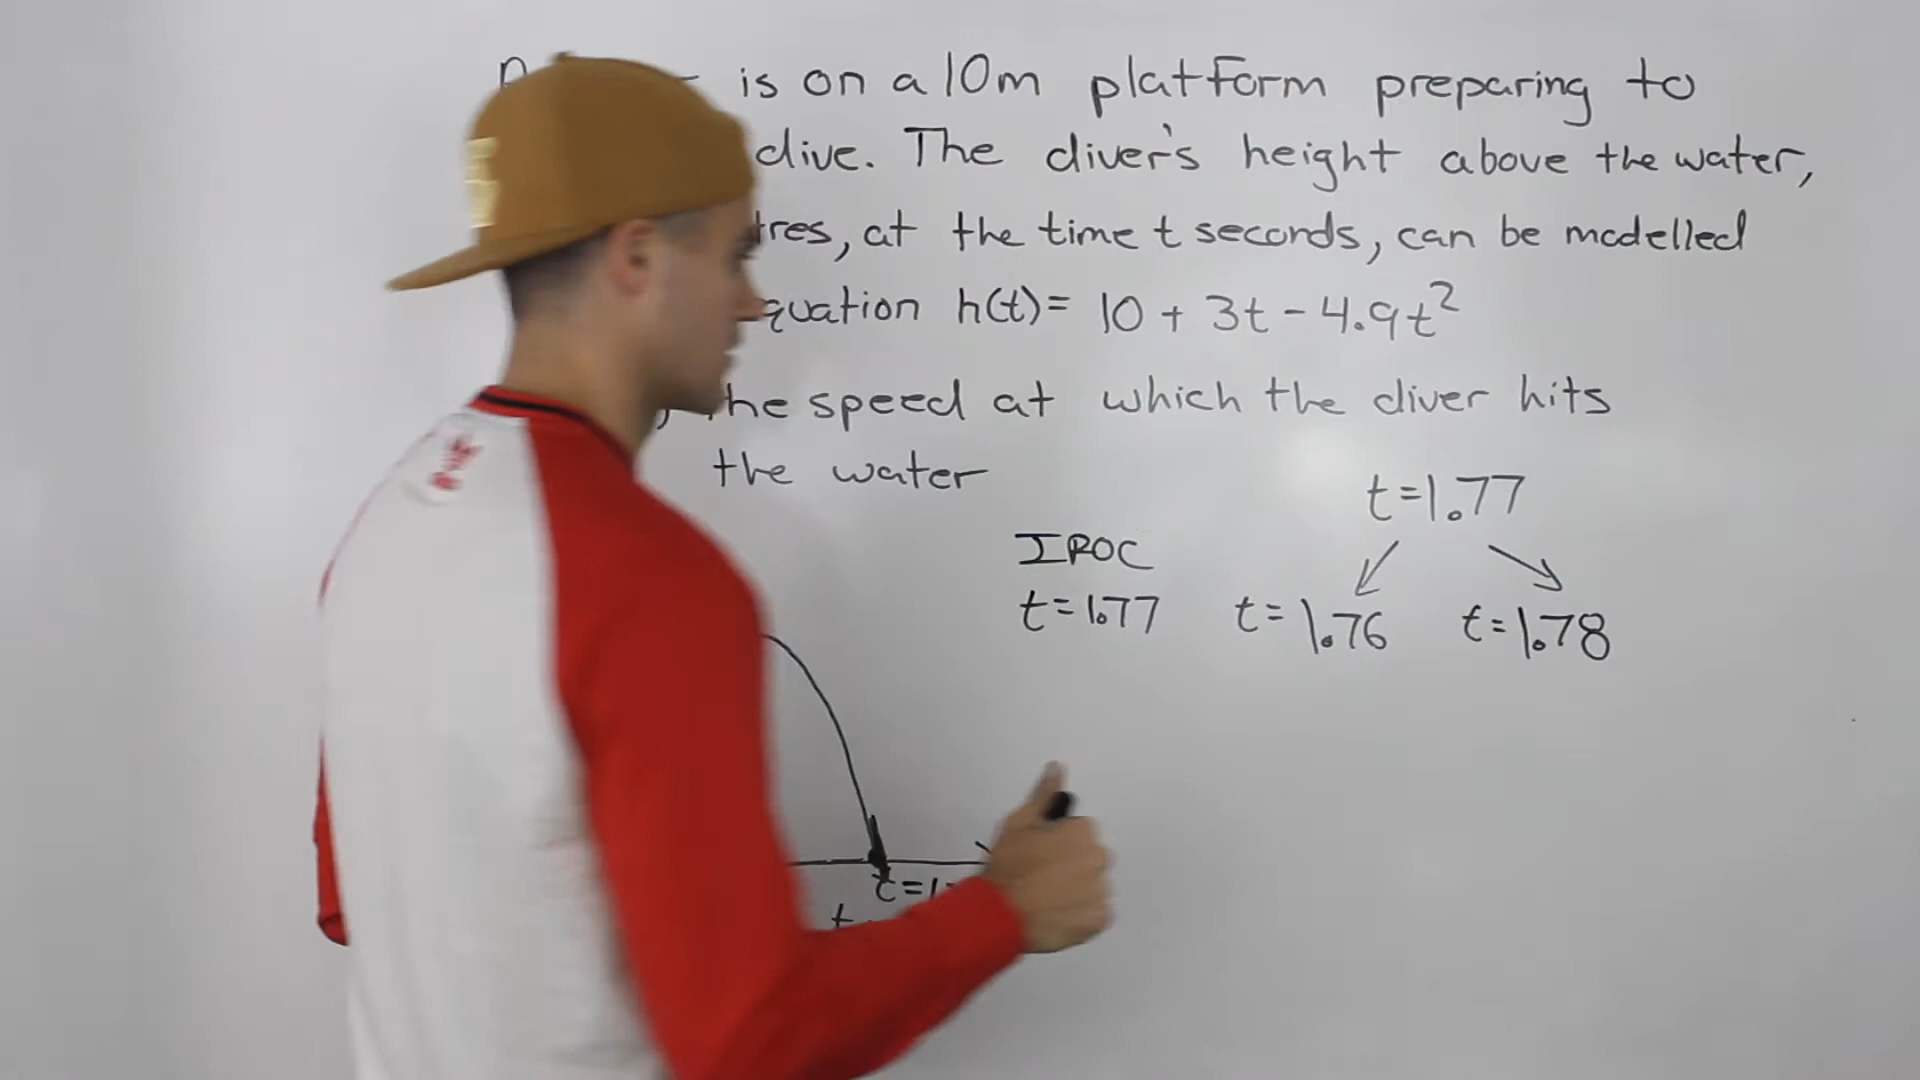 is on a 10m platform preparing to
dive. The diver's height above the water,
tres, at the time t seconds, can be modelled
quation h(t)= 10 + 3t - 4.9t²
he speed at which the diver hits
the water
t=1.77
IROC
t=1.77 t= 1.76 t=1.78
t=1.
t